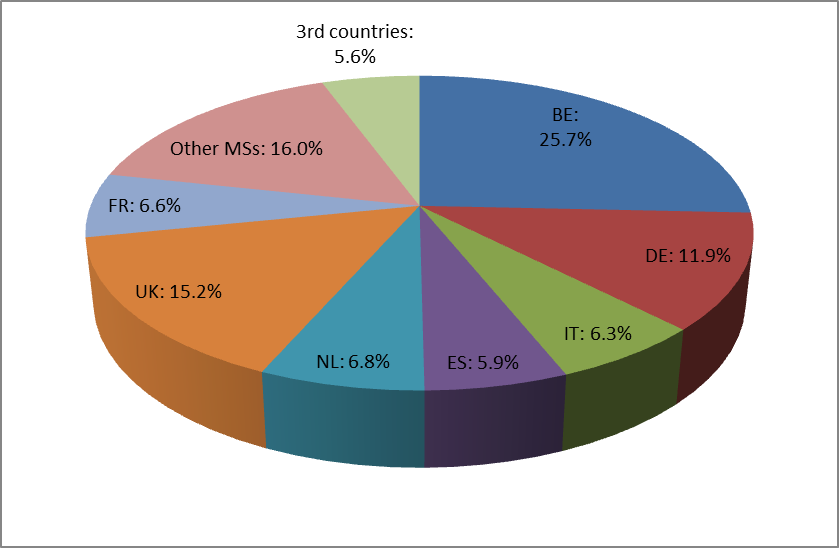 3rd countries:
5.6%
BE:
25.7%
Other MSs: 16.0%
FR: 6.6%
DE: 11.9%
UK: 15.2%
IT: 6.3%
NL: 6.8%
ES: 5.9%